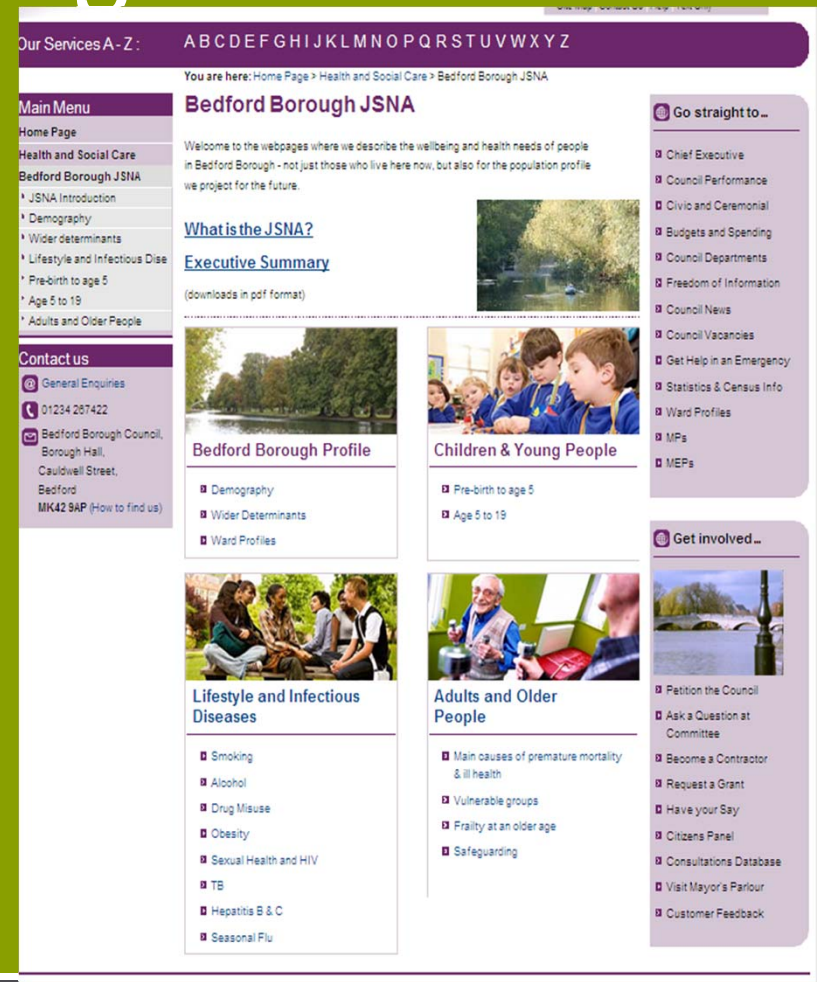 Site Map Contact Us Help Text Only
Our Services A - Z :
A B C D E F G H I J K L M N O P Q R S T U V W X Y Z
You are here: Home Page > Health and Social Care > Bedford Borough JSNA
Main Menu
Home Page
Health and Social Care
Bedford Borough JSNA
JSNA Introduction
Demography
Wider determinants
Lifestyle and Infectious Dise
Pre-birth to age 5
Age 5 to 19
Adults and Older People
Contact us
General Enquiries
01234 267422
Bedford Borough Council,
Borough Hall,
Cauldwell Street,
Bedford
MK42 9AP (How to find us)
Bedford Borough JSNA
Welcome to the webpages where we describe the wellbeing and health needs of people
in Bedford Borough - not just those who live here now, but also for the population profile
we project for the future.
What is the JSNA?
Executive Summary
(downloads in pdf format)
Bedford Borough Profile
Demography
Wider Determinants
Ward Profiles
Children & Young People
Pre-birth to age 5
Age 5 to 19
Lifestyle and Infectious
Diseases
Smoking
Alcohol
Drug Misuse
Obesity
Sexual Health and HIV
TB
Hepatitis B & C
Seasonal Flu
Adults and Older
People
Main causes of premature mortality
& ill health
Vulnerable groups
Frailty at an older age
Safeguarding
Go straight to...
Chief Executive
Council Performance
Civic and Ceremonial
Budgets and Spending
Council Departments
Freedom of Information
Council News
Council Vacancies
Get Help in an Emergency
Statistics & Census Info
Ward Profiles
MPs
MEPs
Get involved...
Petition the Council
Ask a Question at
Committee
Become a Contractor
Request a Grant
Have your Say
Citizens Panel
Consultations Database
Visit Mayor's Parlour
Customer Feedback